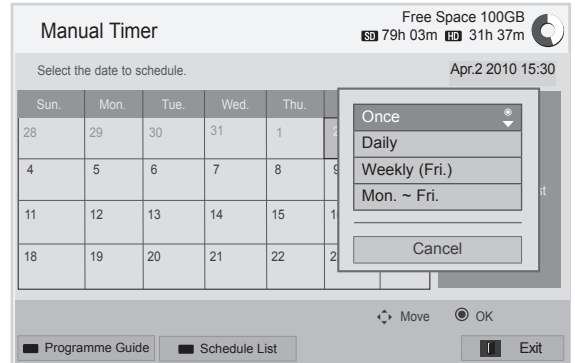 Manual Timer
Free Space 100GB
SD 79h 03m HD 31h 37m
Select the date to schedule.
Apr.2 2010 15:30
Sun. Mon. Tue. Wed. Thu.
28 29 30 31 1 2
4 5 6 7 8 9
11 12 13 14 15
18 19 20 21 22
Once
Daily
Weekly (Fri.)
Mon. ~ Fri.
Cancel
Move OK
Programme Guide Schedule List Exit